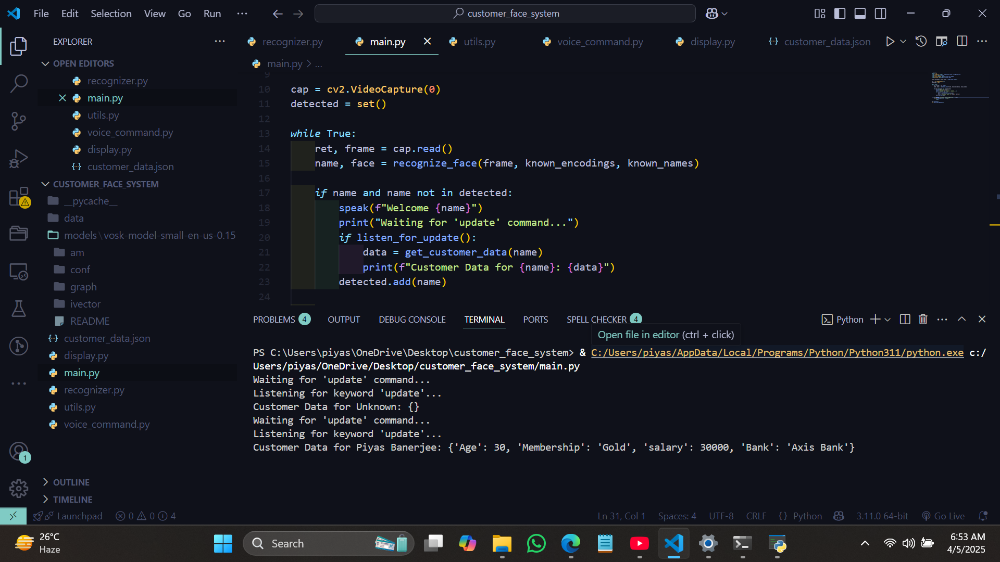 File Edit Selection View Go Run ... customer_face_system
EXPLORER
OPEN EDITORS
recognizer.py
main.py
utils.py
voice_command.py
display.py
customer_data.json
CUSTOMER_FACE_SYSTEM
__pycache__
data
models\vosk-model-small-en-us-0.15
am
conf
graph
ivector
README
customer_data.json
display.py
main.py
recognizer.py
utils.py
voice_command.py
OUTLINE
TIMELINE
1
recognizer.py main.py utils.py voice_command.py display.py customer_data.json
main.py > ...
9
10 cap = cv2.VideoCapture(0)
11 detected = set()
12
13 while True:
14 ret, frame = cap.read()
15 name, face = recognize_face(frame, known_encodings, known_names)
16
17 if name and name not in detected:
18 speak(f"Welcome {name}")
19 print("Waiting for 'update' command...")
20 if listen_for_update():
21 data = get_customer_data(name)
22 print(f"Customer Data for {name}: {data}")
23 detected.add(name)
24
PROBLEMS 4 OUTPUT DEBUG CONSOLE TERMINAL PORTS SPELL CHECKER 4 Python
Open file in editor (ctrl + click)
PS C:\Users\piyas\OneDrive\Desktop\customer_face_system> & C:/Users/piyas/AppData/Local/Programs/Python/Python311/python.exe c:/
Users/piyas/OneDrive/Desktop/customer_face_system/main.py
Waiting for 'update' command...
Listening for keyword 'update'...
Customer Data for Unknown: {}
Waiting for 'update' command...
Listening for keyword 'update'...
Customer Data for Piyas Banerjee: {'Age': 30, 'Membership': 'Gold', 'salary': 30000, 'Bank': 'Axis Bank'}
Launchpad 0 0 4 Ln 31, Col 1 Spaces: 4 UTF-8 CRLF {} Python 3.11.0 64-bit Go Live
26°C
Haze
Search
6:53 AM
4/5/2025